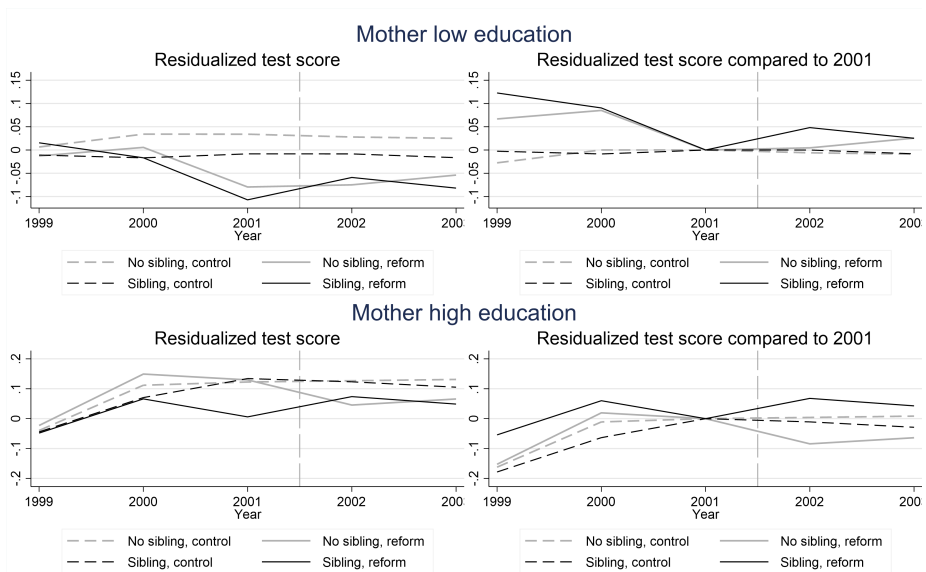 Mother low education
Residualized test score
.15
.1
.05
0
-.05
-.1
1999 2000 2001 2002 200
Year
No sibling, control No sibling, reform
Sibling, control Sibling, reform
Residualized test score compared to 2001
.15
.1
.05
0
-.05
-.1
1999 2000 2001 2002 200
Year
No sibling, control No sibling, reform
Sibling, control Sibling, reform
Mother high education
Residualized test score
.2
.1
0
-.1
-.2
1999 2000 2001 2002 200
Year
No sibling, control No sibling, reform
Sibling, control Sibling, reform
Residualized test score compared to 2001
.2
.1
0
-.1
-.2
1999 2000 2001 2002 200
Year
No sibling, control No sibling, reform
Sibling, control Sibling, reform